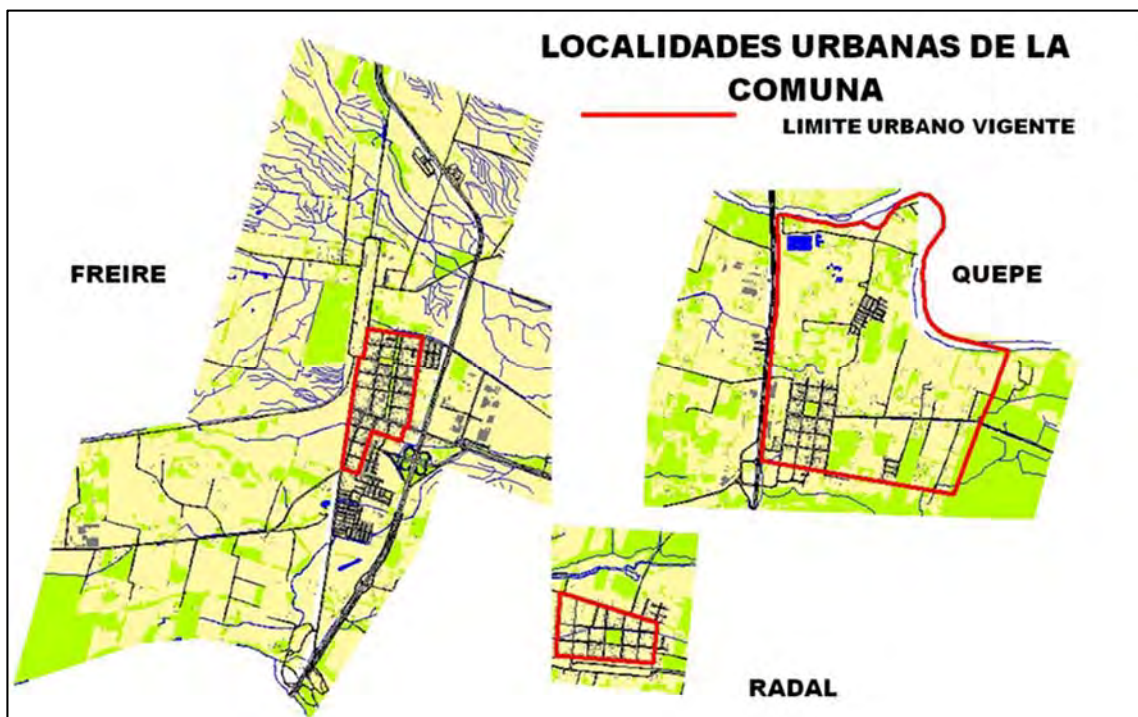 LOCALIDADES URBANAS DE LA
COMUNA
LIMITE URBANO VIGENTE
FREIRE
QUEPE
RADAL